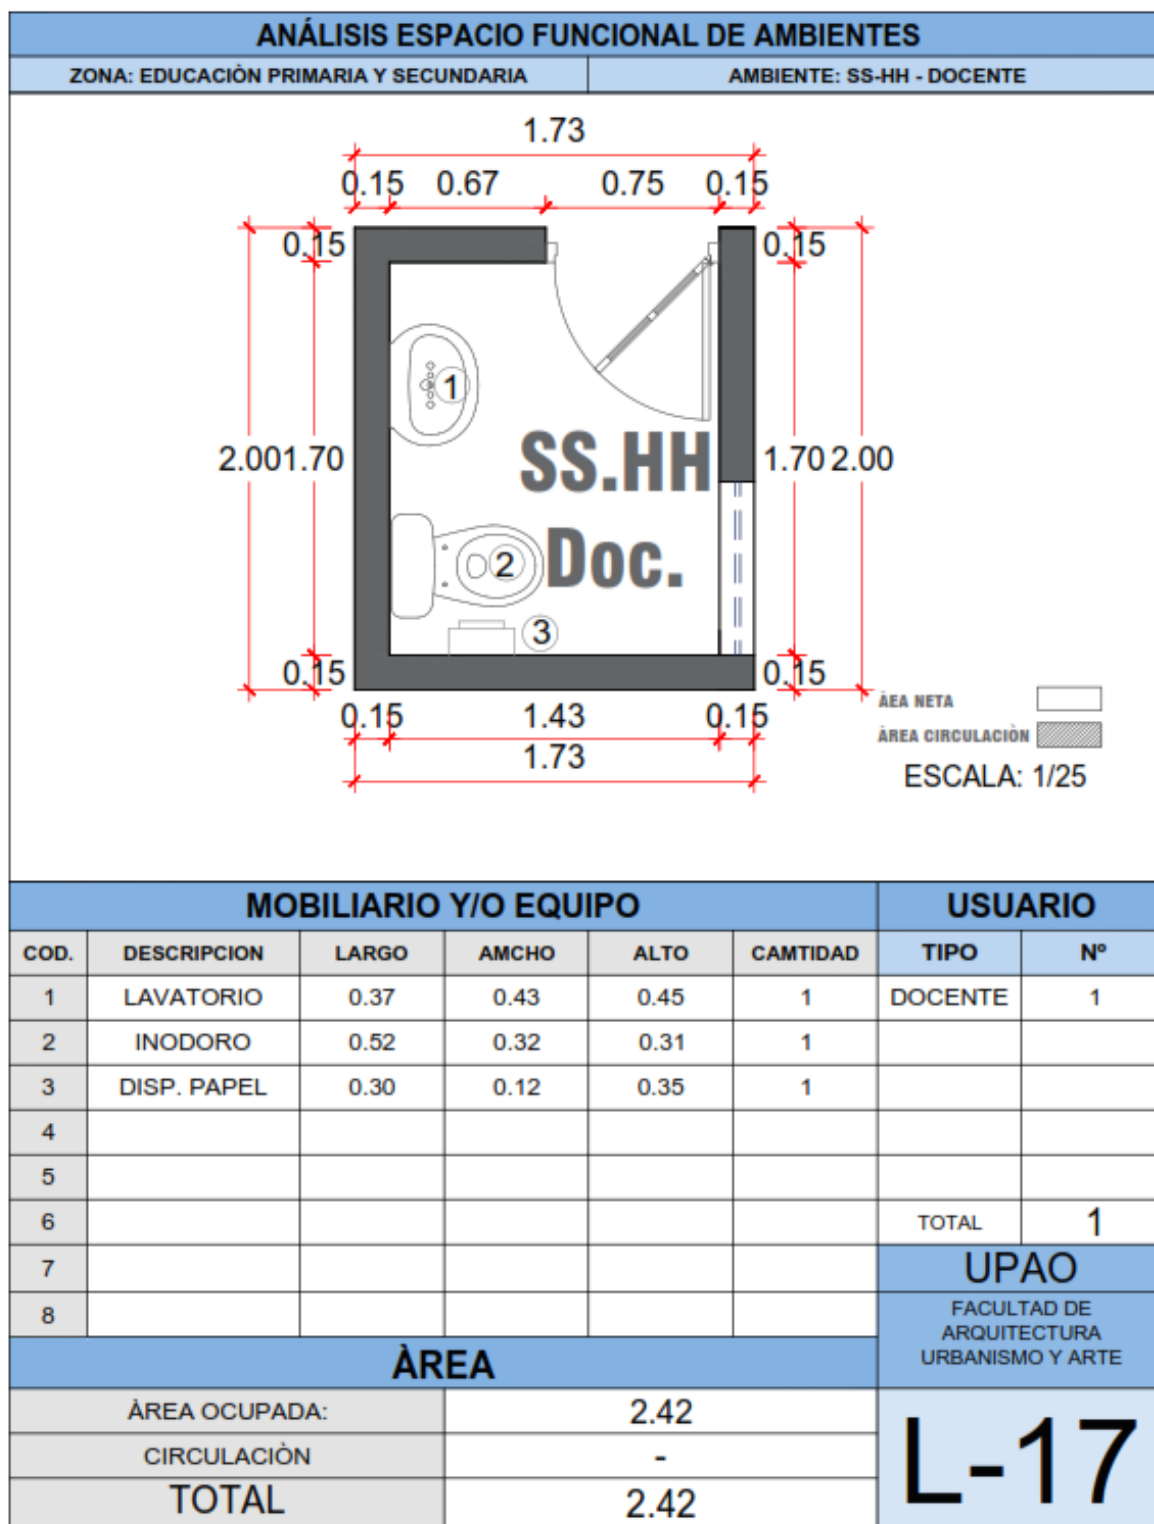 ANÁLISIS ESPACIO FUNCIONAL DE AMBIENTES
ZONA: EDUCACIÒN PRIMARIA Y SECUNDARIA AMBIENTE: SS-HH - DOCENTE
1.73
0.15 0.67 0.75 0.15
0.15 0.15
1
2.00 1.70 SS.HH 1.70 2.00
2 Doc.
3
0.15 0.15
0.15 1.43 0.15
1.73
ÀEA NETA
ÀREA CIRCULACIÒN
ESCALA: 1/25
MOBILIARIO Y/O EQUIPO USUARIO
COD. DESCRIPCION LARGO AMCHO ALTO CAMTIDAD TIPO Nº
1 LAVATORIO 0.37 0.43 0.45 1 DOCENTE 1
2 INODORO 0.52 0.32 0.31 1
3 DISP. PAPEL 0.30 0.12 0.35 1
4
5
6 TOTAL 1
7 UPAO
8 FACULTAD DE
ARQUITECTURA
URBANISMO Y ARTE
ÀREA
ÀREA OCUPADA: 2.42
CIRCULACIÒN -
TOTAL 2.42
L-17